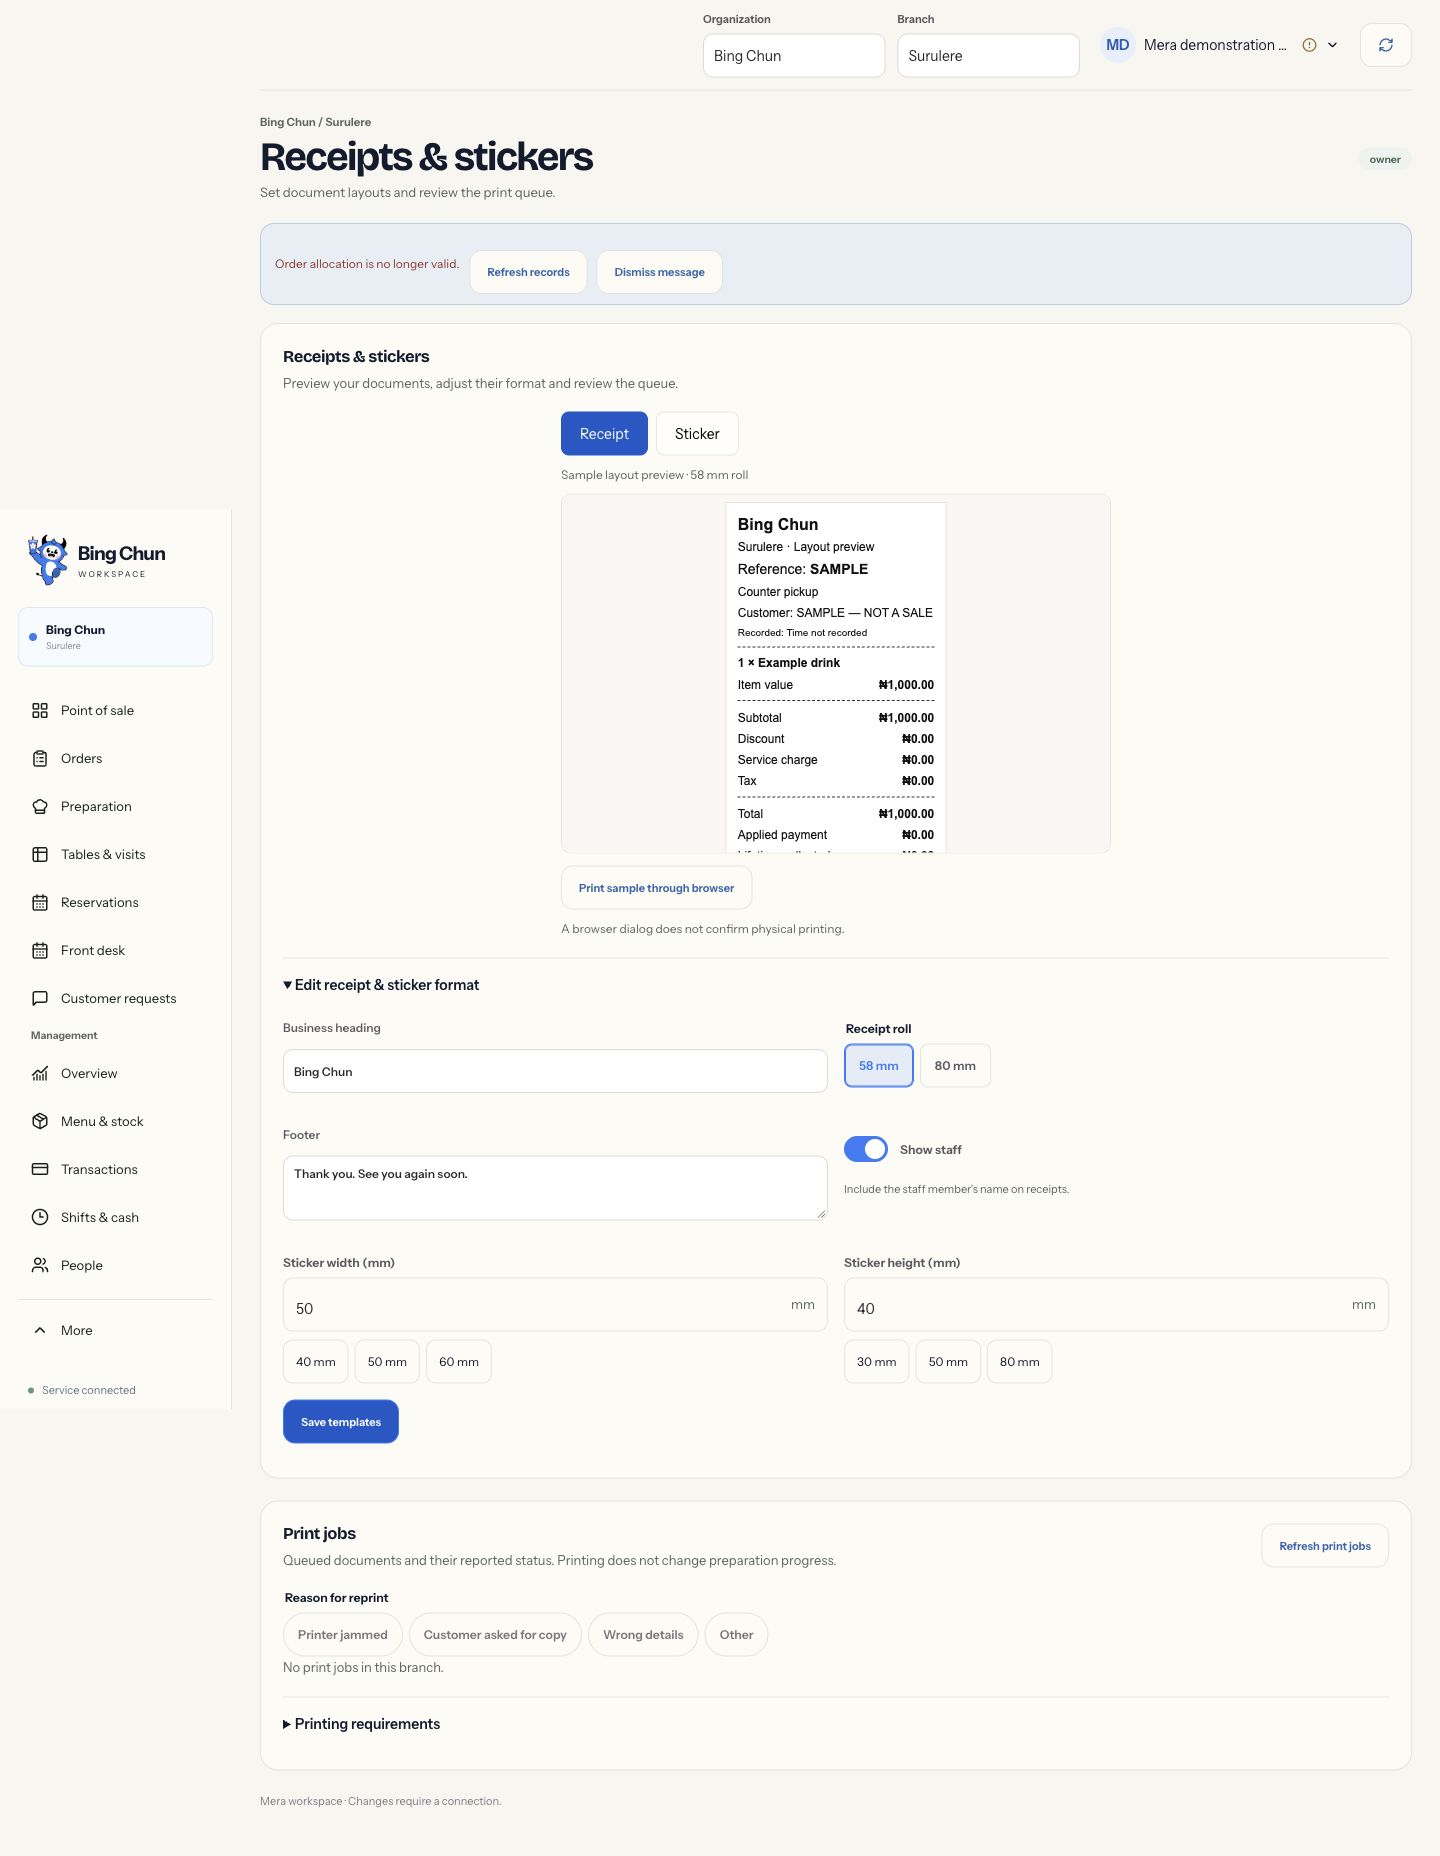 Organization
Branch
Bing Chun
Surulere
MD
Mera demonstration ...
Bing Chun / Surulere
Receipts & stickers
owner
Set document layouts and review the print queue.
Order allocation is no longer valid.
Refresh records
Dismiss message
Receipts & stickers
Preview your documents, adjust their format and review the queue.
Receipt
Sticker
Sample layout preview · 58 mm roll
Bing Chun
Surulere · Layout preview
Reference: SAMPLE
Counter pickup
Customer: SAMPLE — NOT A SALE
Recorded: Time not recorded
1 × Example drink
Item value ₦1,000.00
Subtotal ₦1,000.00
Discount ₦0.00
Service charge ₦0.00
Tax ₦0.00
Total ₦1,000.00
Applied payment ₦0.00
Print sample through browser
A browser dialog does not confirm physical printing.
Edit receipt & sticker format
Business heading
Bing Chun
Receipt roll
58 mm
80 mm
Footer
Thank you. See you again soon.
Show staff
Include the staff member's name on receipts.
Sticker width (mm)
50 mm
40 mm
50 mm
60 mm
Sticker height (mm)
40 mm
30 mm
50 mm
80 mm
Save templates
Print jobs
Queued documents and their reported status. Printing does not change preparation progress.
Refresh print jobs
Reason for reprint
Printer jammed
Customer asked for copy
Wrong details
Other
No print jobs in this branch.
Printing requirements
Mera workspace · Changes require a connection.
Bing Chun
WORKSPACE
Bing Chun
Surulere
Point of sale
Orders
Preparation
Tables & visits
Reservations
Front desk
Customer requests
Management
Overview
Menu & stock
Transactions
Shifts & cash
People
More
Service connected